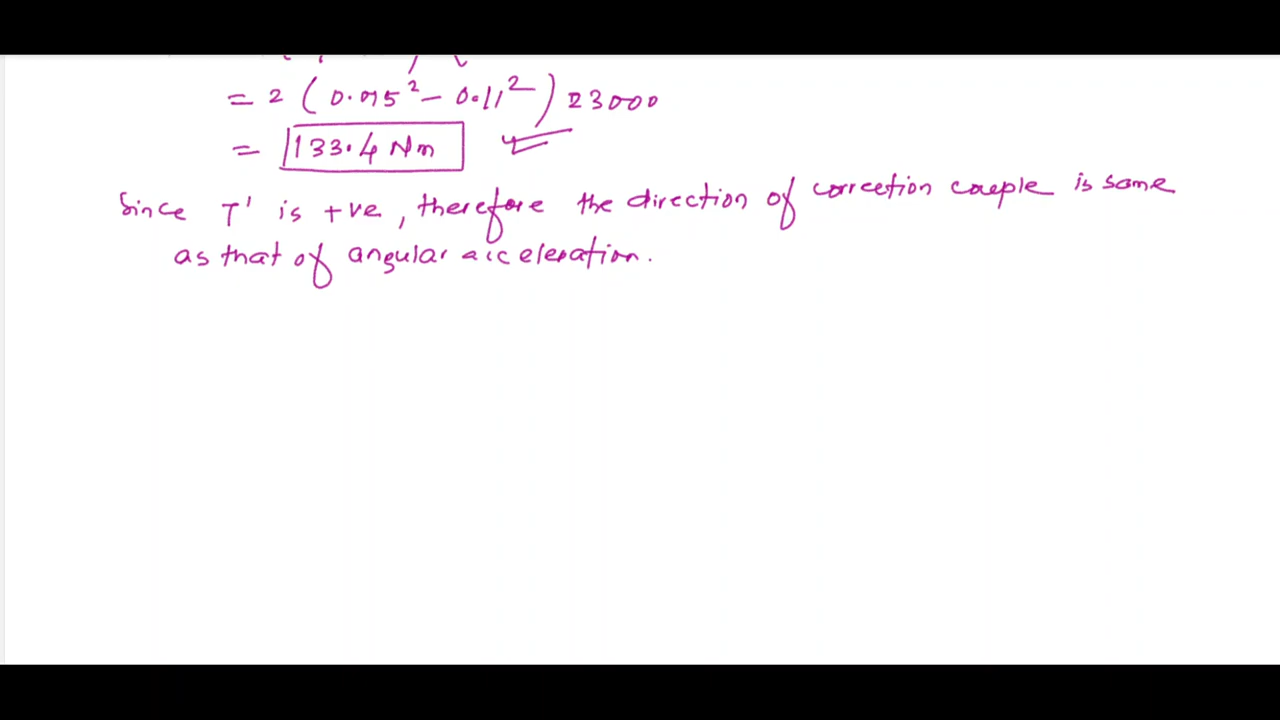 = 2 (0.015² - 0.11²) 23000
= 133.4 Nm
Since T' is +ve, therefore the direction of correction couple is same
as that of angular acceleration.